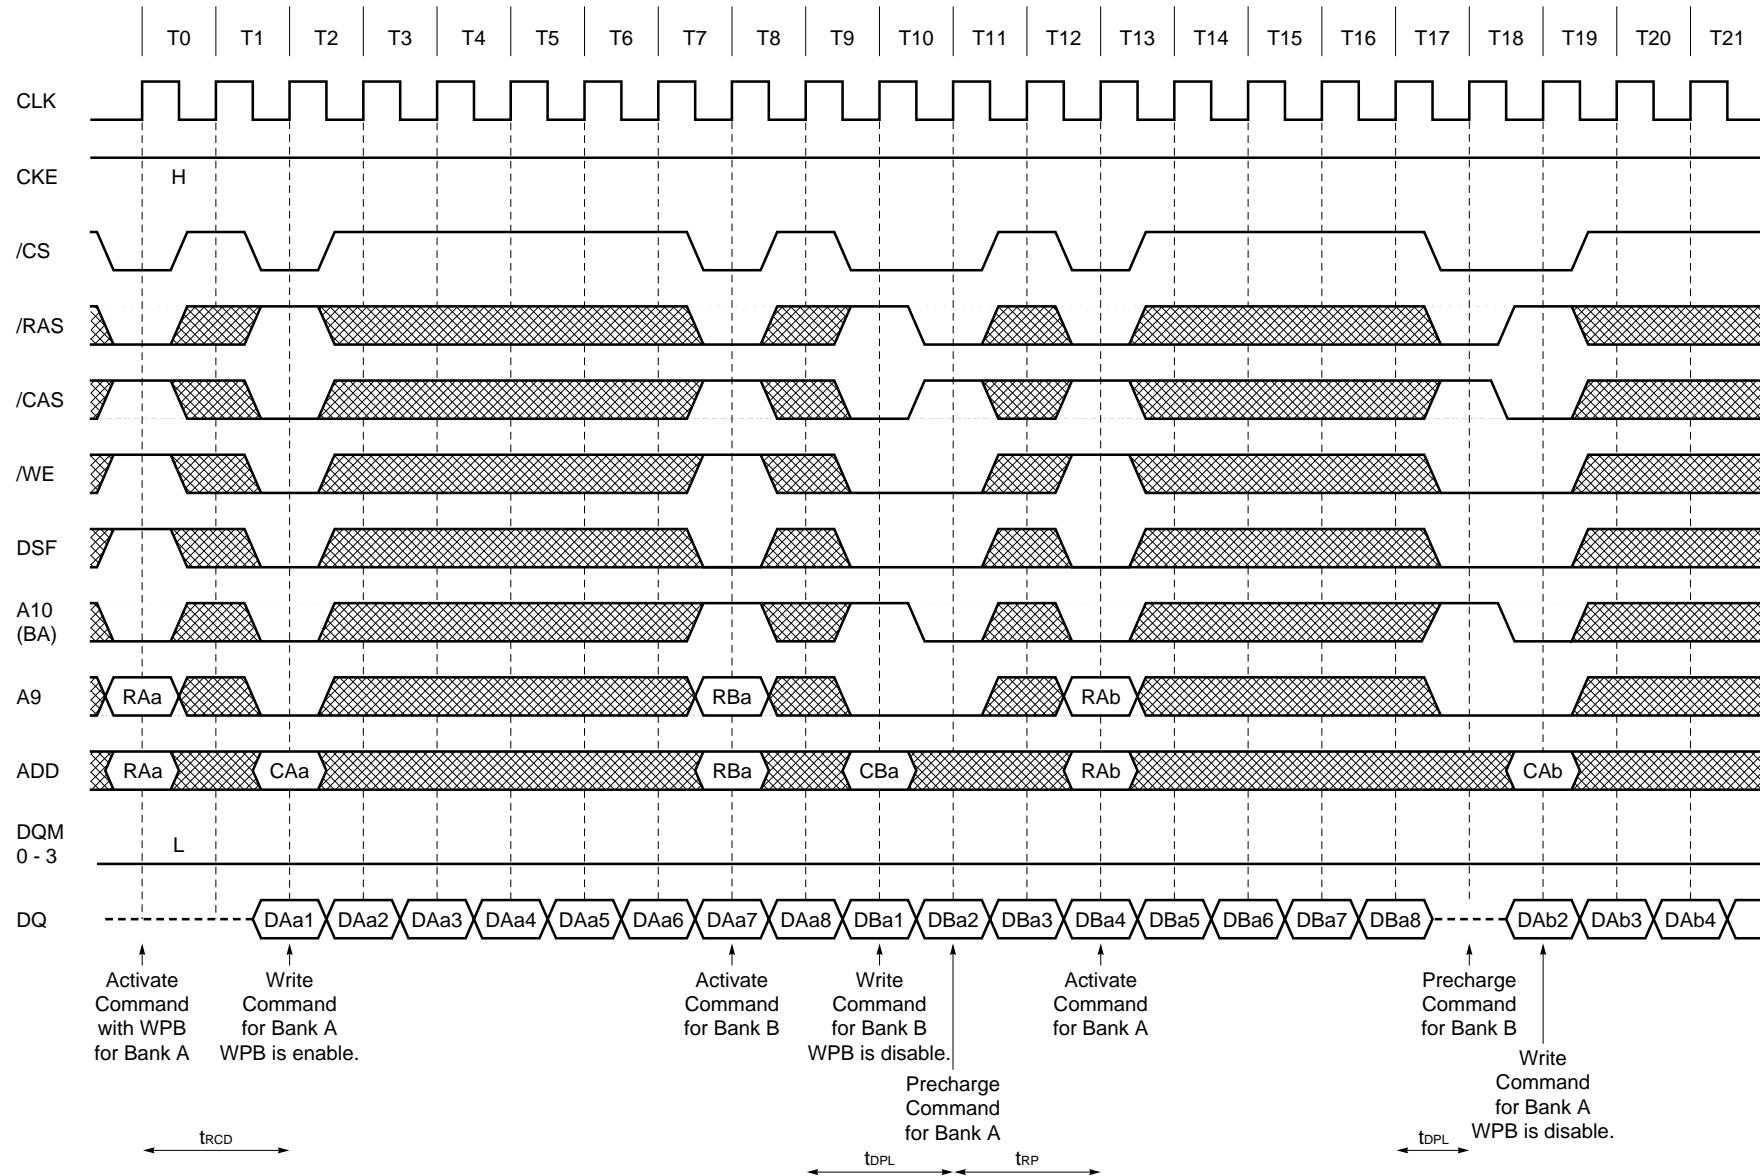 T0 T1 T2 T3 T4 T5 T6 T7 T8 T9 T10 T11 T12 T13 T14 T15 T16 T17 T18 T19 T20 T21
CLK
CKE
H
/CS
/RAS
/CAS
/WE
DSF
A10
(BA)
A9
RAa RBa RAb
ADD
RAa CAa RBa CBa RAb CAb
DQM
0 - 3
L
DQ
DAa1 DAa2 DAa3 DAa4 DAa5 DAa6 DAa7 DAa8 DBa1 DBa2 DBa3 DBa4 DBa5 DBa6 DBa7 DBa8 DAb2 DAb3 DAb4
Activate
Command
with WPB
for Bank A
Write
Command
for Bank A
WPB is enable.
Activate
Command
for Bank B
Write
Command
for Bank B
WPB is disable.
Precharge
Command
for Bank A
Activate
Command
for Bank A
Precharge
Command
for Bank B
Write
Command
for Bank A
WPB is disable.
tRCD
tDPL
tRP
tDPL